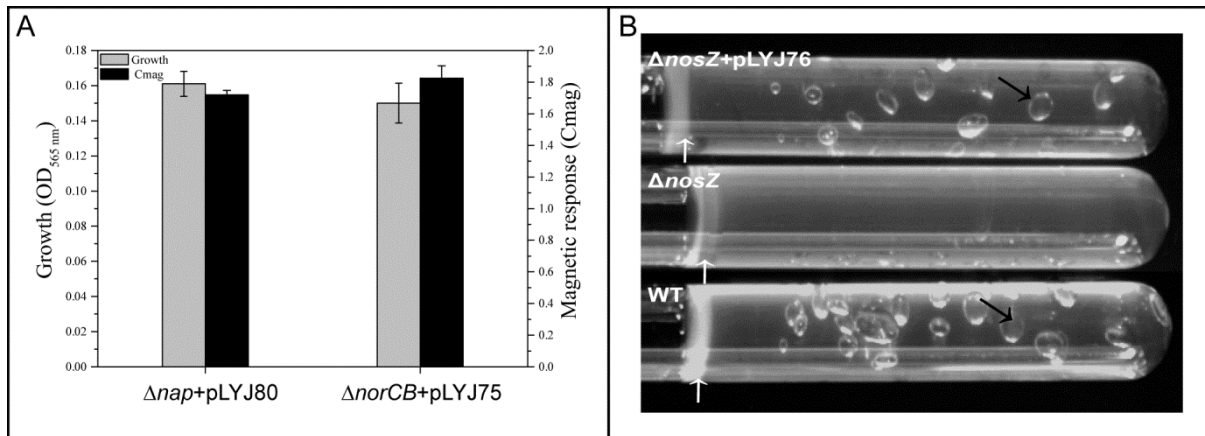 A
Growth (OD565 nm)
0.18
0.16
0.14
0.12
0.10
0.08
0.06
0.04
0.02
0.00
Growth
Cmag
2.0
1.8
1.6
1.4
1.2
1.0
0.8
0.6
0.4
0.2
0.0
Magnetic response (Cmag)
Δnap+pLYJ80
ΔnorCB+pLYJ75
B
ΔnosZ+pLYJ76
ΔnosZ
WT